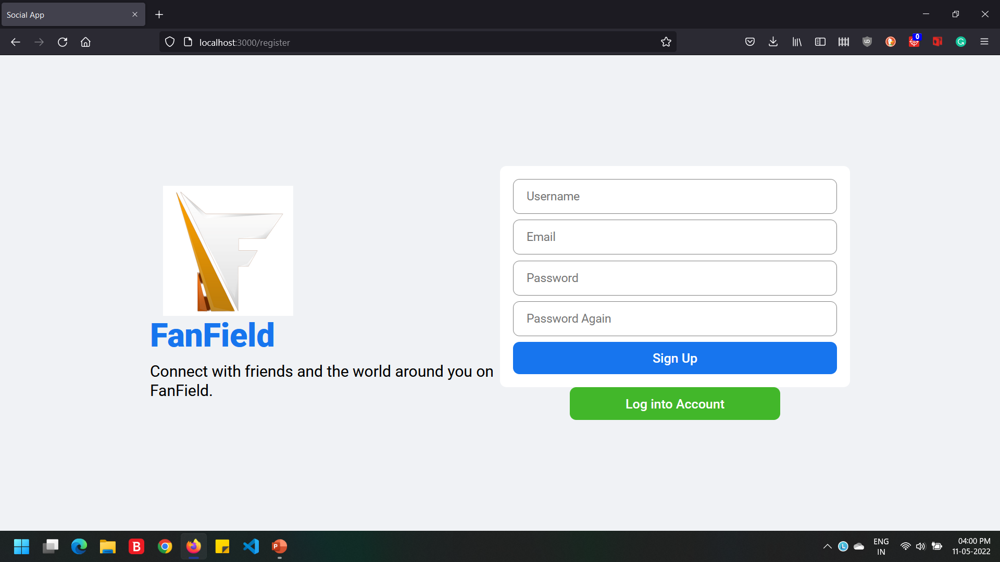 Social App
localhost:3000/register
0
Username
Email
Password
Password Again
Sign Up
Log into Account
F
FanField
Connect with friends and the world around you on
FanField.
B
P
L
ENG
IN
04:00 PM
11-05-2022